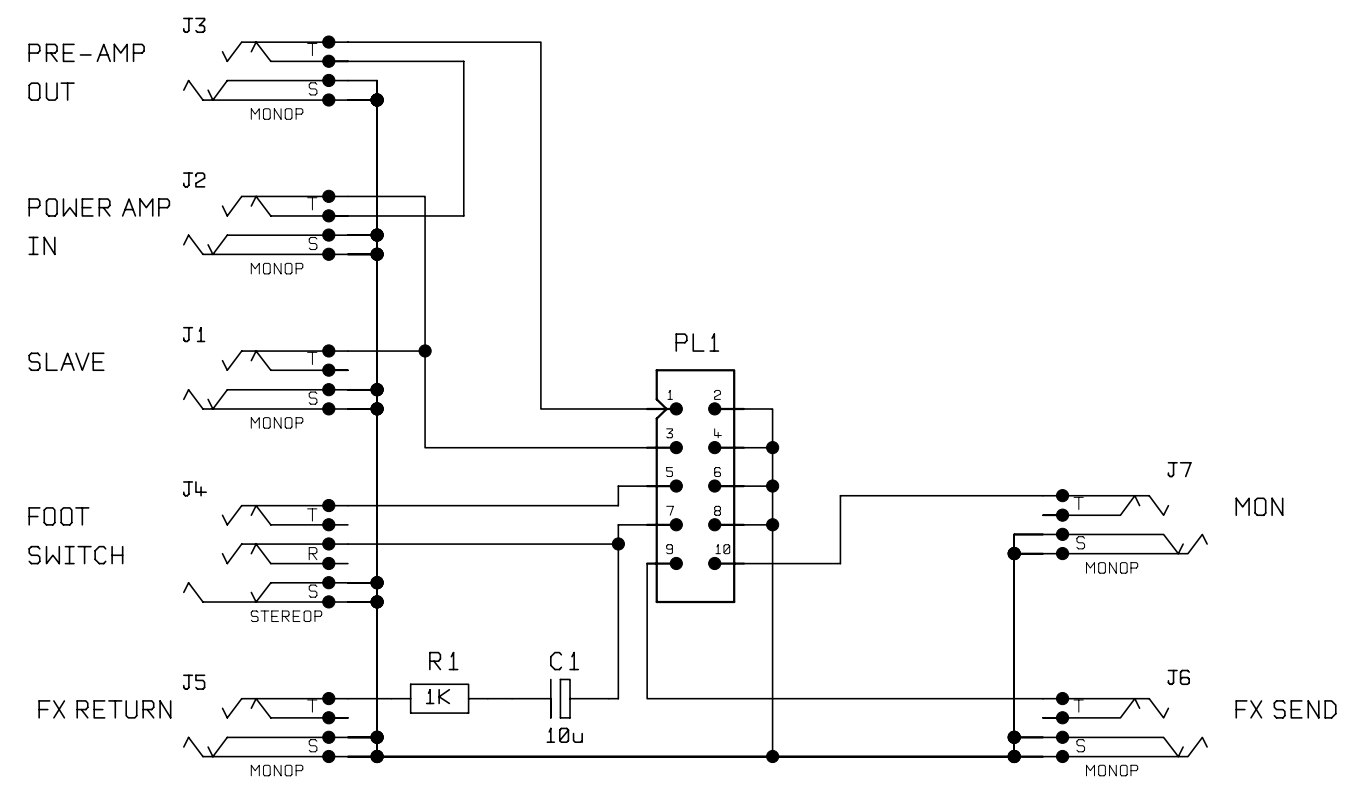 J3
PRE-AMP
OUT
T
S
MONOP
J2
POWER AMP
IN
T
S
MONOP
J1
SLAVE
T
S
MONOP
J4
FOOT
SWITCH
T
R
S
STEREOP
J5
FX RETURN
T
S
MONOP
R1
1K
C1
10u
PL1
1 2
3 4
5 6
7 8
9 10
J7
MON
T
S
MONOP
J6
FX SEND
T
S
MONOP